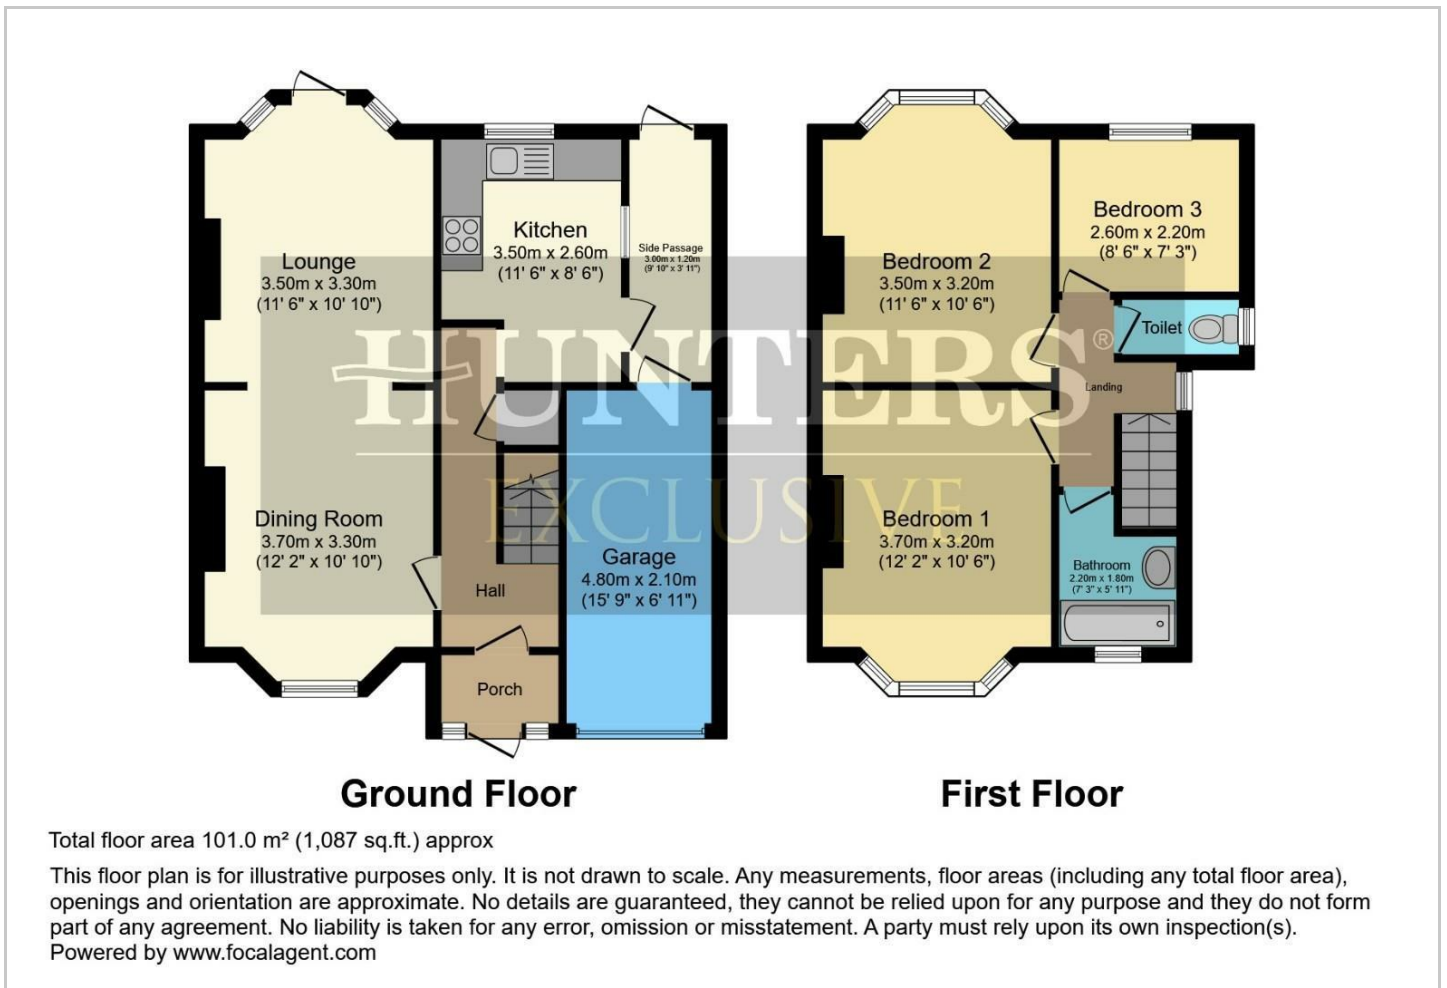 Lounge
3.50m x 3.30m
(11' 6" x 10' 10")
Kitchen
3.50m x 2.60m
(11' 6" x 8' 6")
Side Passage
3.00m x 1.20m
(9' 10" x 3' 11")
Dining Room
3.70m x 3.30m
(12' 2" x 10' 10")
Hall
Garage
4.80m x 2.10m
(15' 9" x 6' 11")
Porch
Bedroom 2
3.50m x 3.20m
(11' 6" x 10' 6")
Bedroom 3
2.60m x 2.20m
(8' 6" x 7' 3")
Toilet
Landing
Bedroom 1
3.70m x 3.20m
(12' 2" x 10' 6")
Bathroom
2.20m x 1.80m
(7' 3" x 5' 11")
HUNTERS®
EXCLUSIVE
Ground Floor
First Floor
Total floor area 101.0 m² (1,087 sq.ft.) approx
This floor plan is for illustrative purposes only. It is not drawn to scale. Any measurements, floor areas (including any total floor area),
openings and orientation are approximate. No details are guaranteed, they cannot be relied upon for any purpose and they do not form
part of any agreement. No liability is taken for any error, omission or misstatement. A party must rely upon its own inspection(s).
Powered by www.focalagent.com